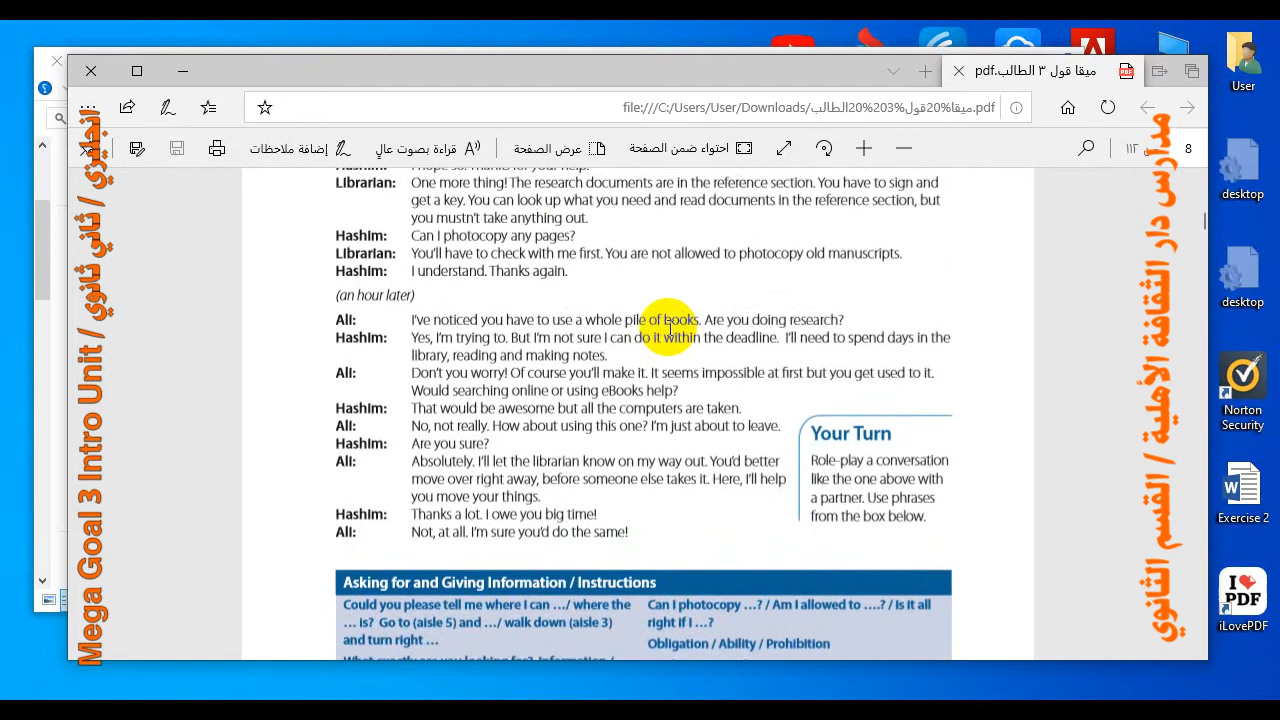 ميقا قول ٣ الطالب.pdf
file:///C:/Users/User/Downloads/ميقا%20قول%203%20الطالب.pdf
إضافة ملاحظات
قراءة بصوت عالٍ
عرض الصفحة
احتواء ضمن الصفحة
8
من ١١٢
Librarian: One more thing! The research documents are in the reference section. You have to sign and
get a key. You can look up what you need and read documents in the reference section, but
you mustn't take anything out.
Hashim: Can I photocopy any pages?
Librarian: You'll have to check with me first. You are not allowed to photocopy old manuscripts.
Hashim: I understand. Thanks again.
(an hour later)
Ali: I've noticed you have to use a whole pile of books. Are you doing research?
Hashim: Yes, I'm trying to. But I'm not sure I can do it within the deadline. I'll need to spend days in the
library, reading and making notes.
Ali: Don't you worry! Of course you'll make it. It seems impossible at first but you get used to it.
Would searching online or using eBooks help?
Hashim: That would be awesome but all the computers are taken.
Ali: No, not really. How about using this one? I'm just about to leave.
Hashim: Are you sure?
Ali: Absolutely. I'll let the librarian know on my way out. You'd better
move over right away, before someone else takes it. Here, I'll help
you move your things.
Hashim: Thanks a lot. I owe you big time!
Ali: Not, at all. I'm sure you'd do the same!
Your Turn
Role-play a conversation
like the one above with
a partner. Use phrases
from the box below.
Asking for and Giving Information / Instructions
Could you please tell me where I can .../ where the
... is? Go to (aisle 5) and .../ walk down (aisle 3)
and turn right ...
Can I photocopy ...? / Am I allowed to ....? / Is it all
right if I ...?
Obligation / Ability / Prohibition
Mega Goal 3 Intro Unit / انجليزي / ثاني ثانوي
مدارس دار الثقافة الأهلية / القسم الثانوي
User
desktop
desktop
Norton
Security
Exercise 2
I PDF
iLovePDF